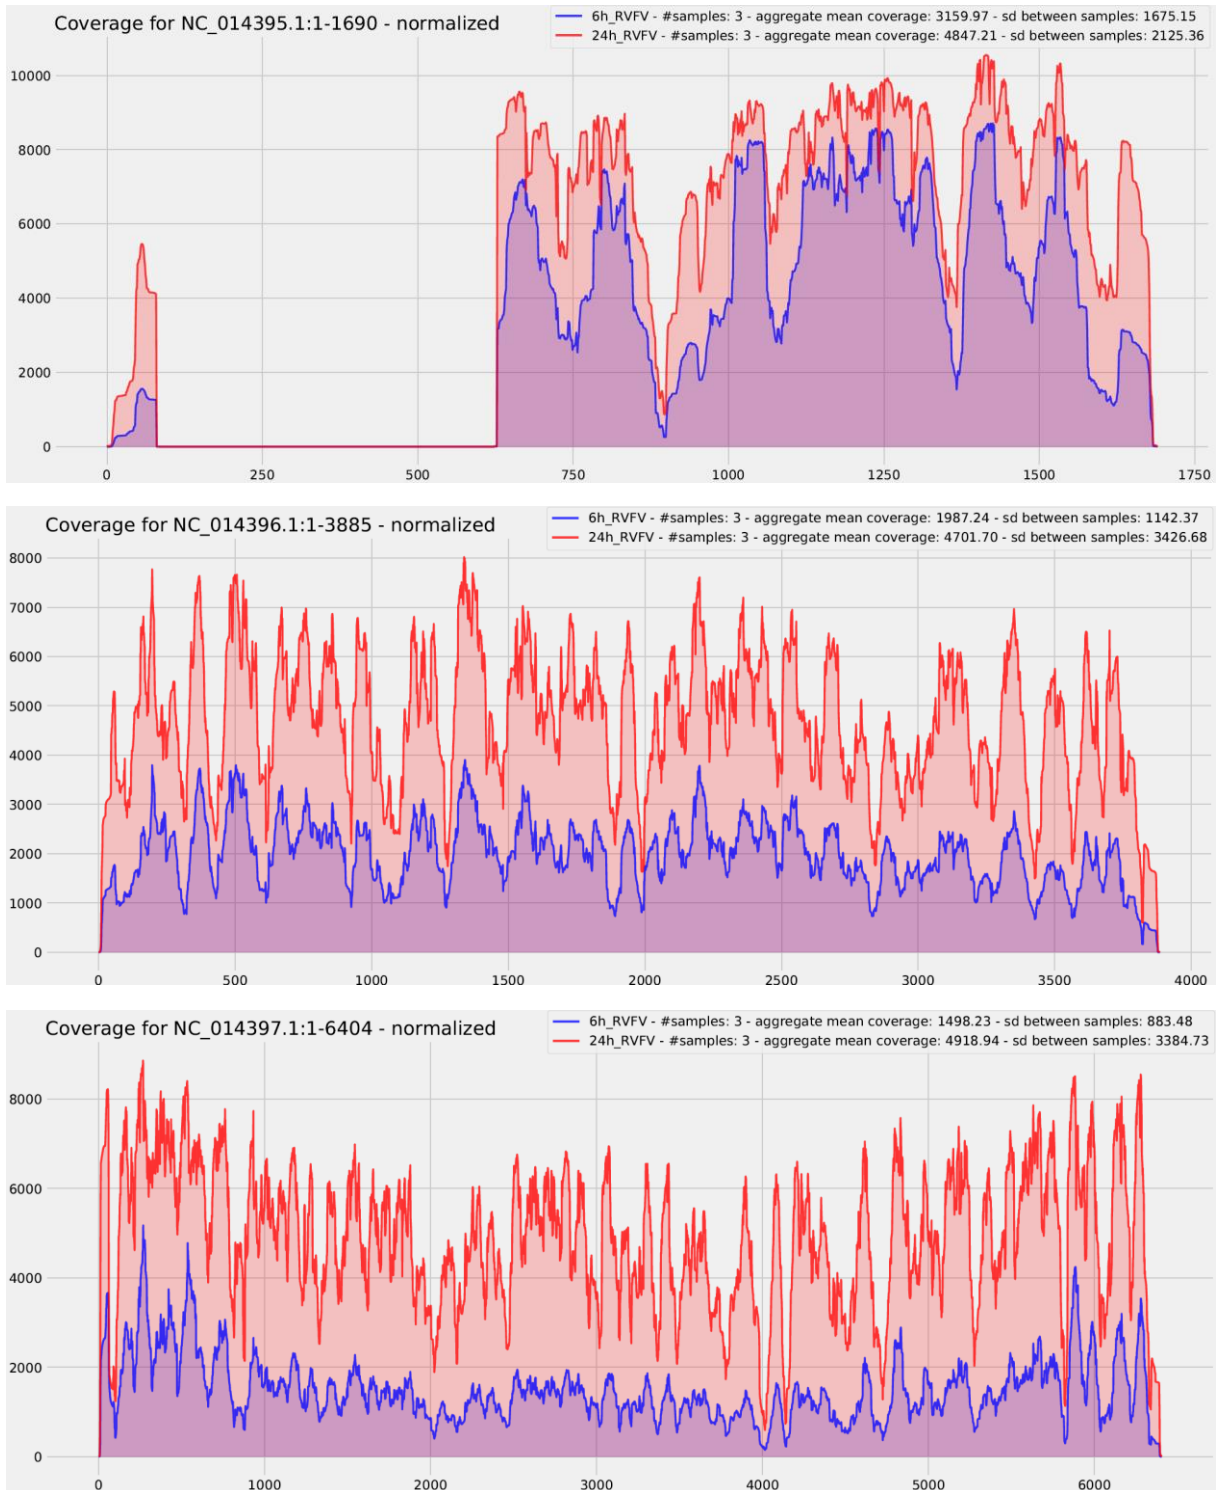 Coverage for NC_014395.1:1-1690 - normalized
6h_RVFV - #samples: 3 - aggregate mean coverage: 3159.97 - sd between samples: 1675.15
24h_RVFV - #samples: 3 - aggregate mean coverage: 4847.21 - sd between samples: 2125.36
10000
8000
6000
4000
2000
0
0 250 500 750 1000 1250 1500 1750
Coverage for NC_014396.1:1-3885 - normalized
6h_RVFV - #samples: 3 - aggregate mean coverage: 1987.24 - sd between samples: 1142.37
24h_RVFV - #samples: 3 - aggregate mean coverage: 4701.70 - sd between samples: 3426.68
8000
7000
6000
5000
4000
3000
2000
1000
0
0 500 1000 1500 2000 2500 3000 3500 4000
Coverage for NC_014397.1:1-6404 - normalized
6h_RVFV - #samples: 3 - aggregate mean coverage: 1498.23 - sd between samples: 883.48
24h_RVFV - #samples: 3 - aggregate mean coverage: 4918.94 - sd between samples: 3384.73
8000
6000
4000
2000
0
0 1000 2000 3000 4000 5000 6000